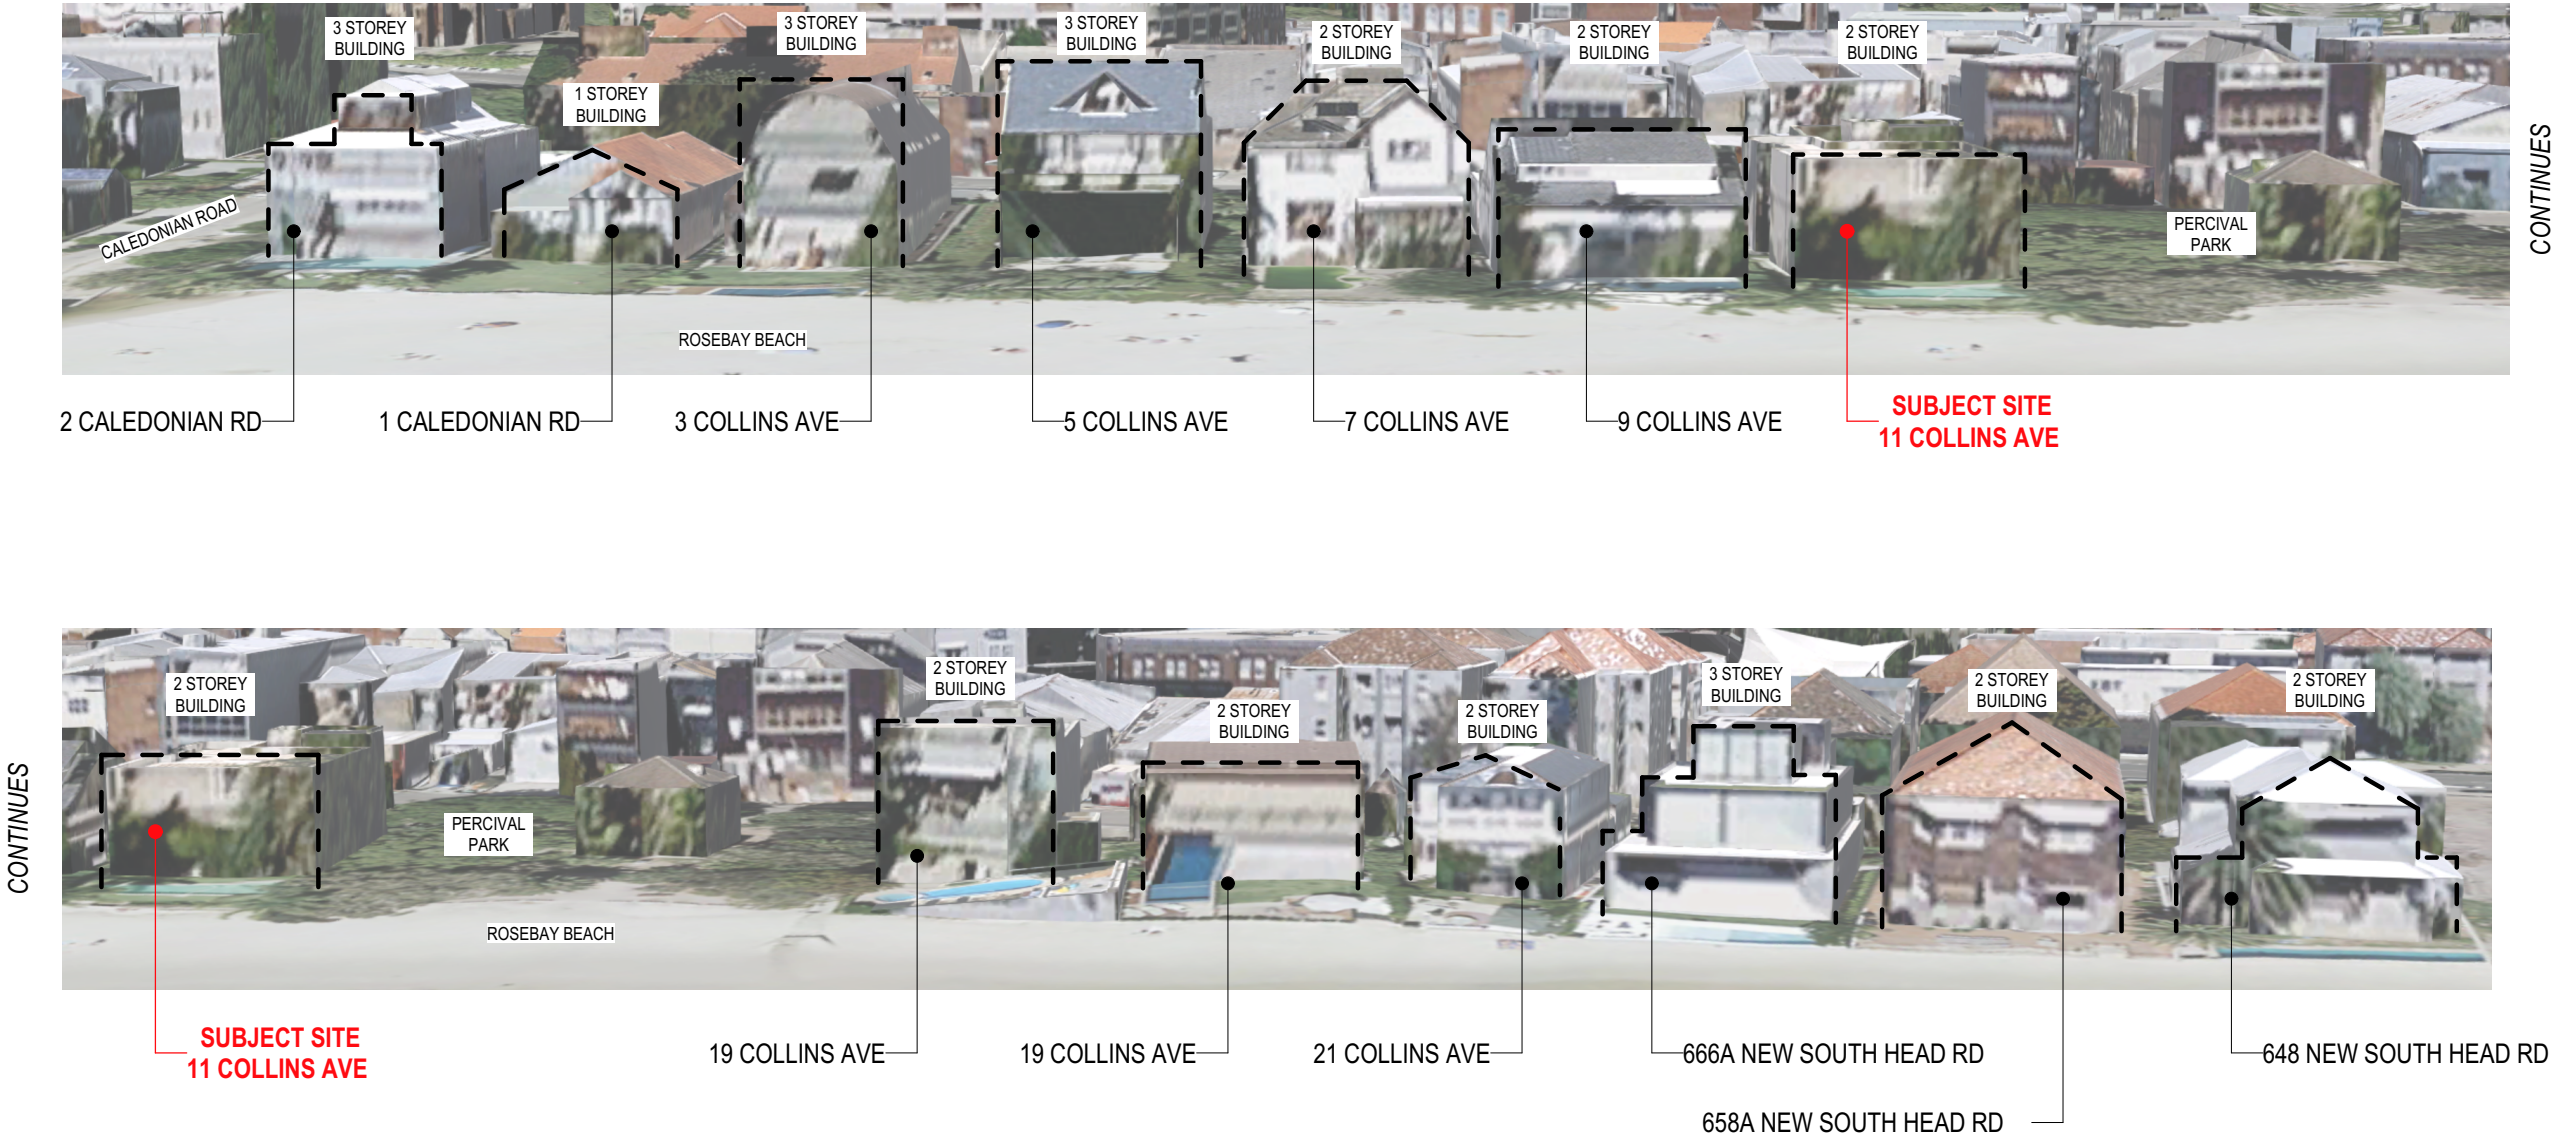 3 STOREY
BUILDING
1 STOREY
BUILDING
3 STOREY
BUILDING
3 STOREY
BUILDING
2 STOREY
BUILDING
2 STOREY
BUILDING
2 STOREY
BUILDING
CALEDONIAN ROAD
PERCIVAL
PARK
CONTINUES
ROSEBAY BEACH
2 CALEDONIAN RD
1 CALEDONIAN RD
3 COLLINS AVE
5 COLLINS AVE
7 COLLINS AVE
9 COLLINS AVE
SUBJECT SITE
11 COLLINS AVE
2 STOREY
BUILDING
2 STOREY
BUILDING
2 STOREY
BUILDING
2 STOREY
BUILDING
3 STOREY
BUILDING
2 STOREY
BUILDING
2 STOREY
BUILDING
CONTINUES
PERCIVAL
PARK
ROSEBAY BEACH
SUBJECT SITE
11 COLLINS AVE
19 COLLINS AVE
19 COLLINS AVE
21 COLLINS AVE
666A NEW SOUTH HEAD RD
648 NEW SOUTH HEAD RD
658A NEW SOUTH HEAD RD